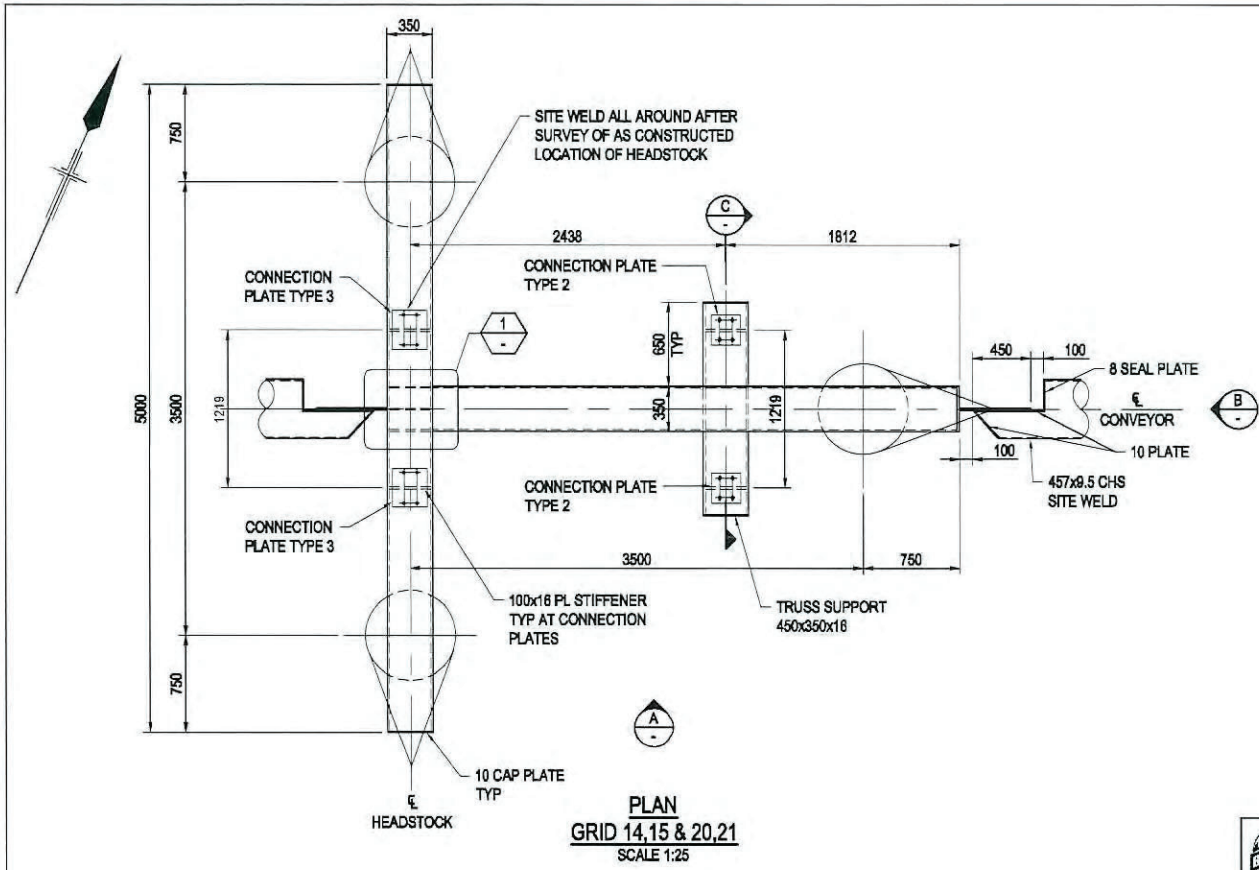 350
SITE WELD ALL AROUND AFTER
SURVEY OF AS CONSTRUCTED
LOCATION OF HEADSTOCK
750
C
-
2438
1812
CONNECTION
PLATE TYPE 3
CONNECTION PLATE
TYPE 2
1
-
650
TYP
450
100
8 SEAL PLATE
5000
3500
1219
350
1219
℄
CONVEYOR
B
-
10 PLATE
100
457x9.5 CHS
SITE WELD
CONNECTION PLATE
TYPE 2
CONNECTION
PLATE TYPE 3
3500
750
100x16 PL STIFFENER
TYP AT CONNECTION
PLATES
TRUSS SUPPORT
450x350x16
750
A
-
10 CAP PLATE
TYP
℄
HEADSTOCK
PLAN
GRID 14,15 & 20,21
SCALE 1:25